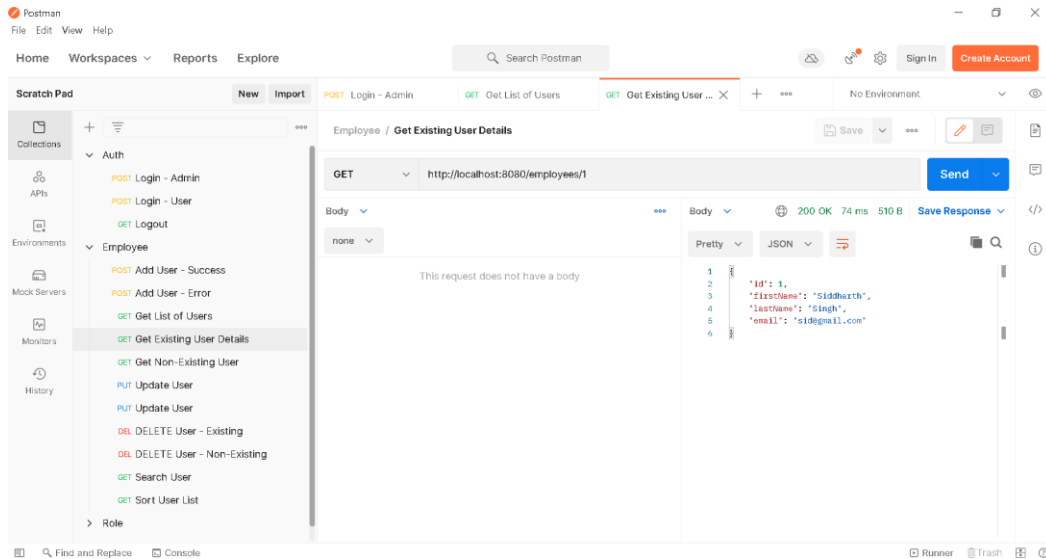 Postman
File Edit View Help
Home Workspaces Reports Explore
Search Postman
Sign In
Create Account
Scratch Pad
New Import
POST Login - Admin
GET Get List of Users
GET Get Existing User ...
No Environment
Collections
APIs
Environments
Mock Servers
Monitors
History
Auth
POST Login - Admin
POST Login - User
GET Logout
Employee
POST Add User - Success
POST Add User - Error
GET Get List of Users
GET Get Existing User Details
GET Get Non-Existing User
PUT Update User
PUT Update User
DEL DELETE User - Existing
DEL DELETE User - Non-Existing
GET Search User
GET Sort User List
Role
Employee / Get Existing User Details
Save
GET
http://localhost:8080/employees/1
Send
Body
none
This request does not have a body
Body
200 OK 74 ms 510 B Save Response
Pretty JSON
1 {
2 "id": 1,
3 "firstName": "Siddharth",
4 "lastName": "Singh",
5 "email": "sid@gmail.com"
6 }
Find and Replace Console
Runner Trash